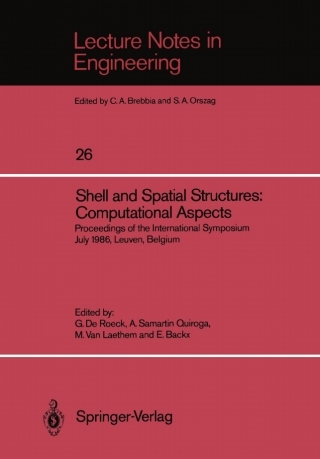 Lecture Notes in
Engineering
Edited by C.A. Brebbia and S.A. Orszag
26
Shell and Spatial Structures:
Computational Aspects
Proceedings of the International Symposium
July 1986, Leuven, Belgium
Edited by:
G. De Roeck, A. Samartin Quiroga,
M. Van Laethem and E. Backx
Springer-Verlag